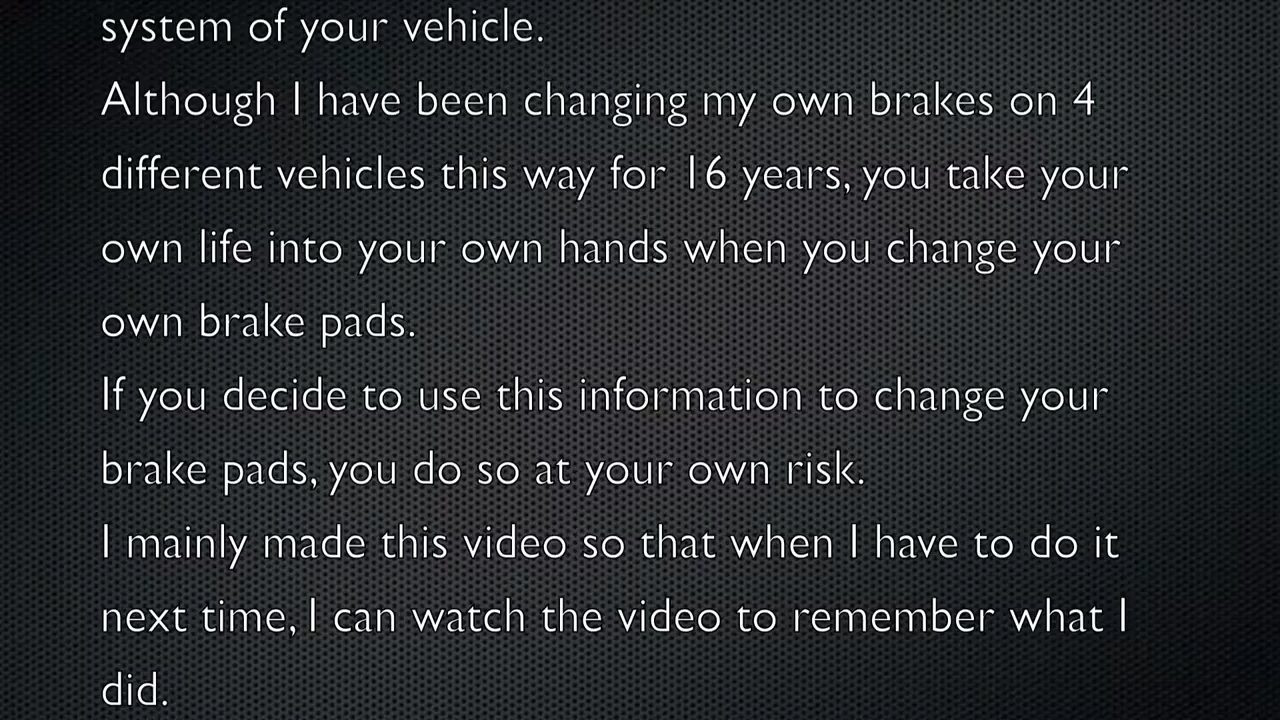 system of your vehicle.
Although I have been changing my own brakes on 4
different vehicles this way for 16 years, you take your
own life into your own hands when you change your
own brake pads.
If you decide to use this information to change your
brake pads, you do so at your own risk.
I mainly made this video so that when I have to do it
next time, I can watch the video to remember what I
did.